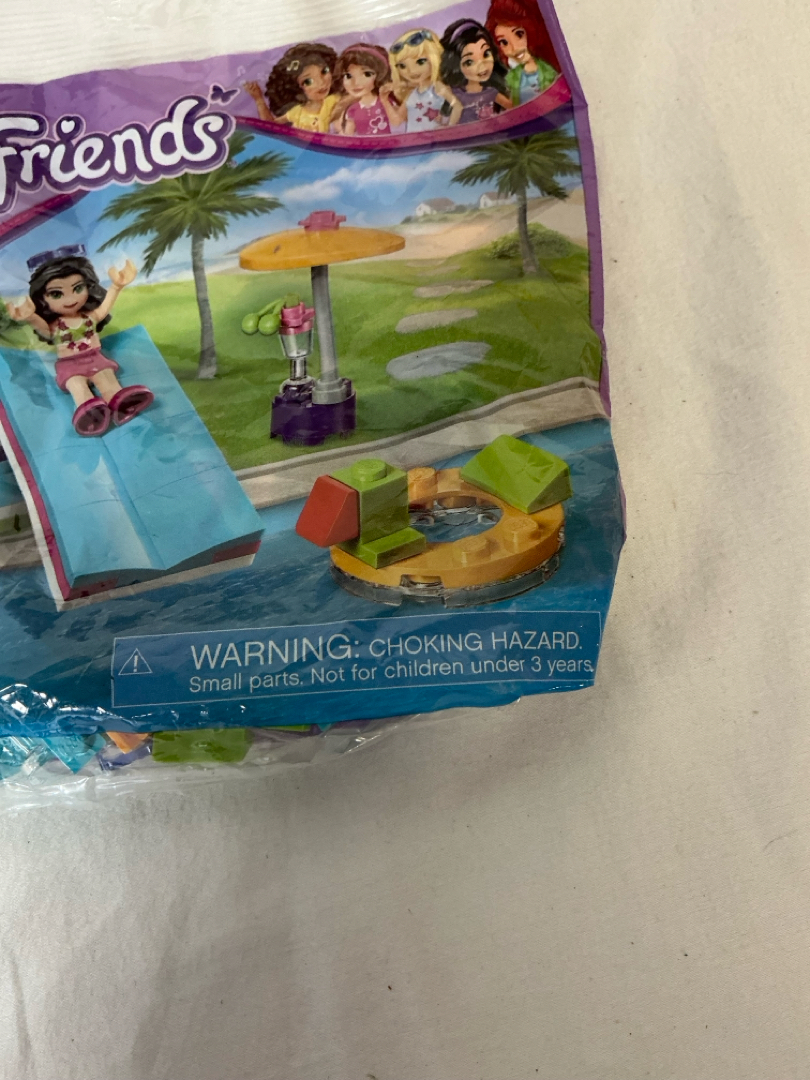 Friends
WARNING: CHOKING HAZARD.
Small parts. Not for children under 3 years.